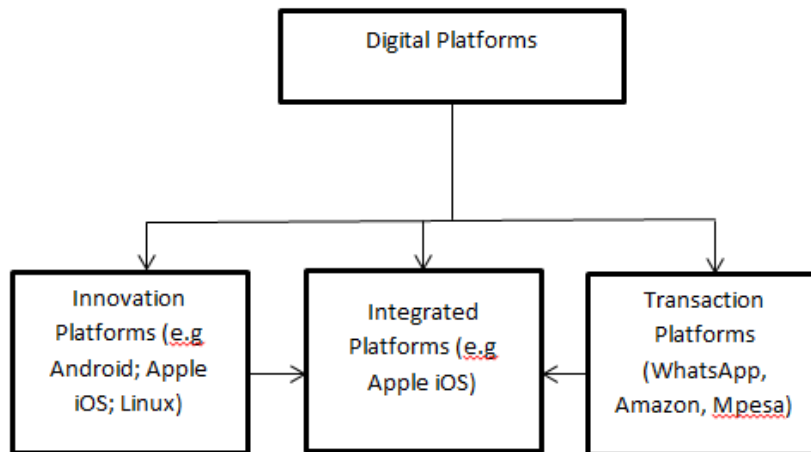 Digital Platforms
Innovation
Platforms (e.g
Android; Apple
iOS; Linux)
Integrated
Platforms (e.g
Apple iOS)
Transaction
Platforms
(WhatsApp,
Amazon, Mpesa)